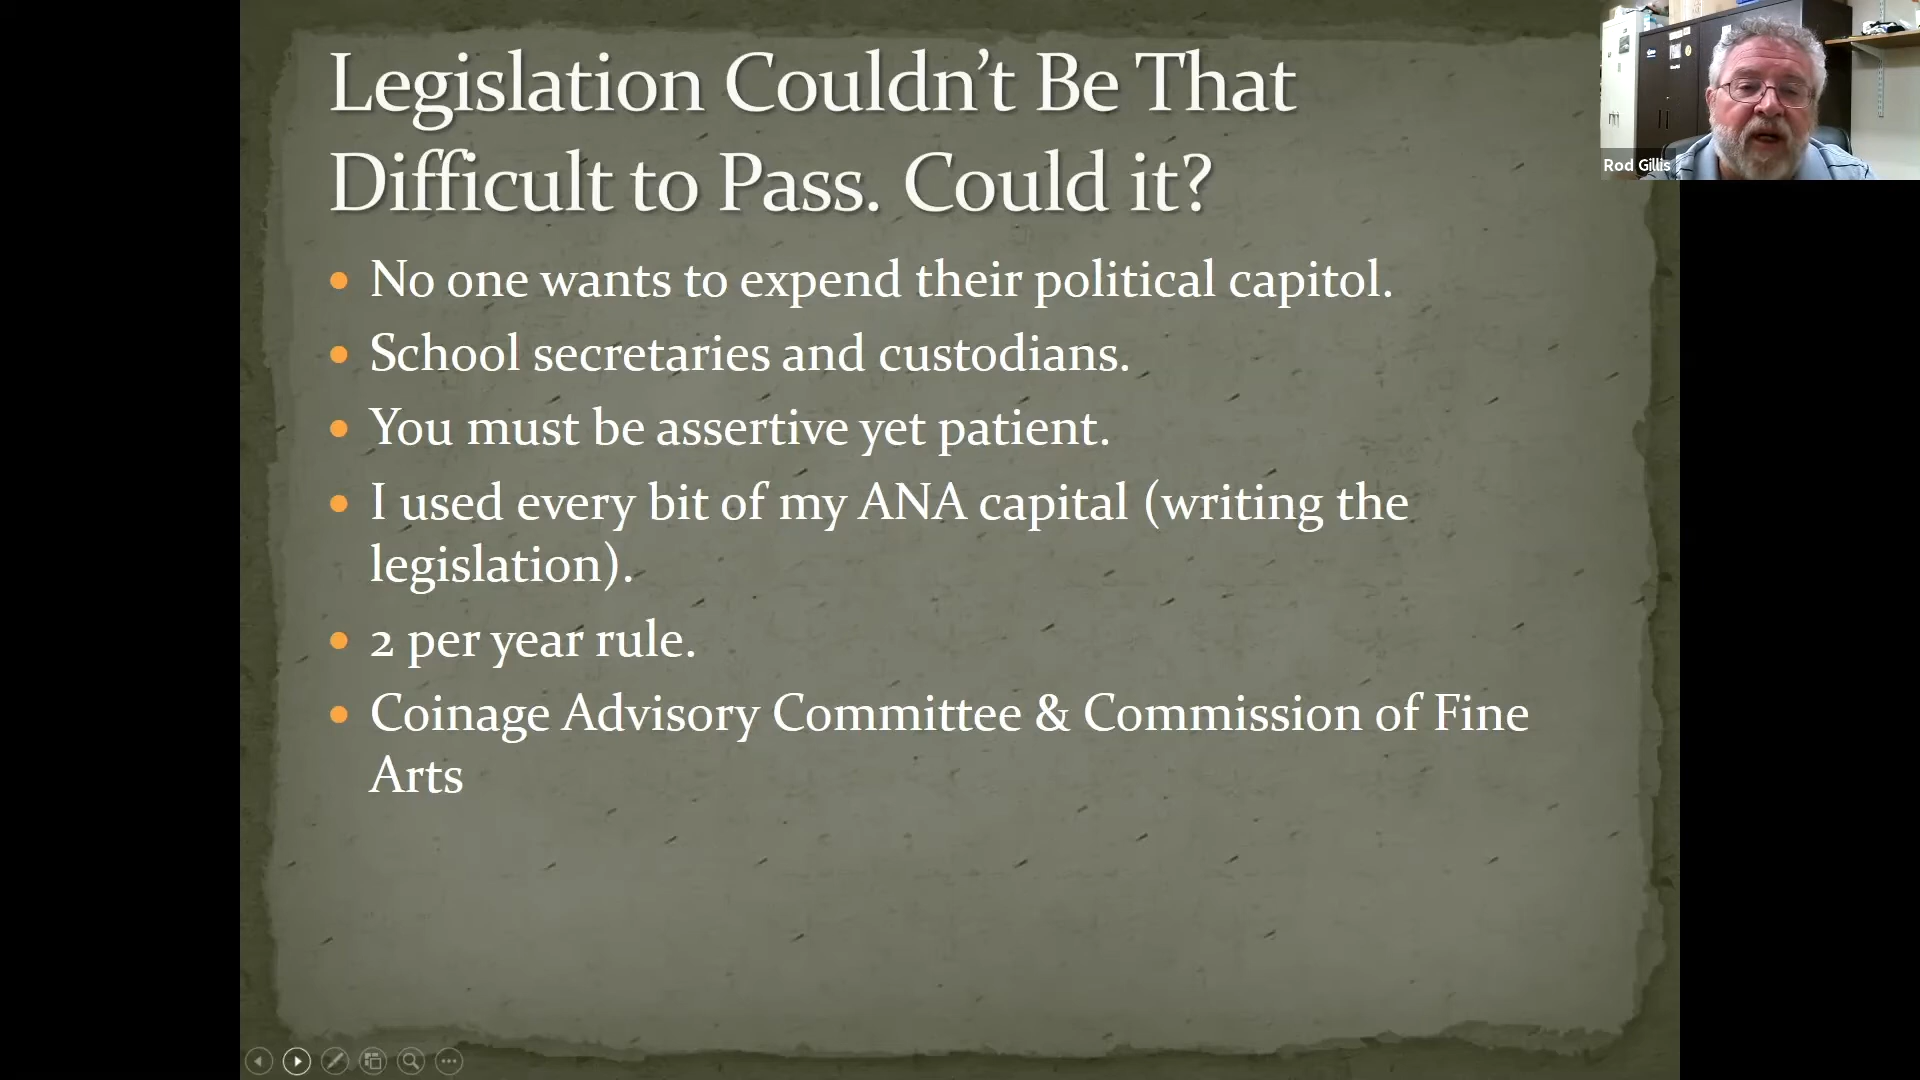 Legislation Couldn’t Be That
Difficult to Pass. Could it?
No one wants to expend their political capitol.
School secretaries and custodians.
You must be assertive yet patient.
I used every bit of my ANA capital (writing the
legislation).
2 per year rule.
Coinage Advisory Committee & Commission of Fine
Arts
Rod Gillis